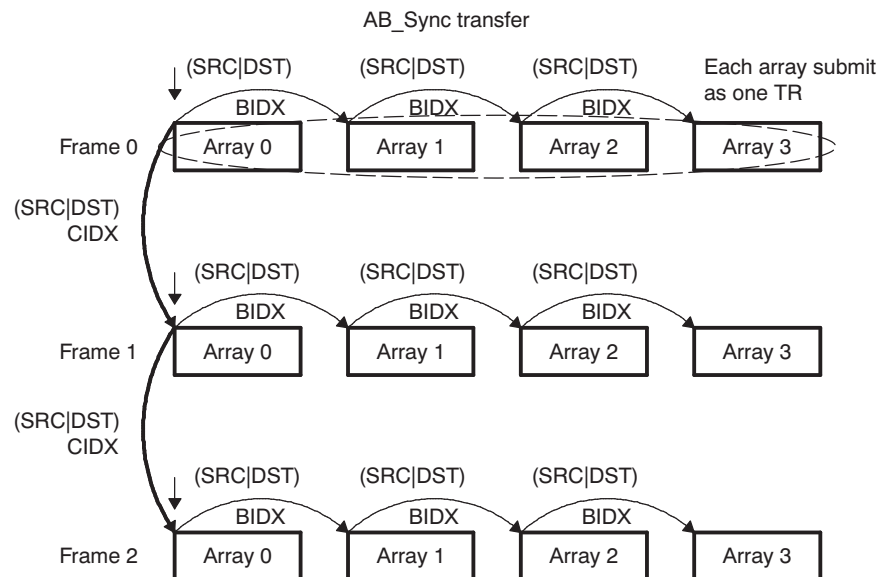 AB_Sync transfer
(SRC|DST) (SRC|DST) (SRC|DST) Each array submit
as one TR
BIDX BIDX BIDX
Frame 0 Array 0 Array 1 Array 2 Array 3
(SRC|DST)
CIDX
(SRC|DST) (SRC|DST) (SRC|DST)
BIDX BIDX BIDX
Frame 1 Array 0 Array 1 Array 2 Array 3
(SRC|DST)
CIDX
(SRC|DST) (SRC|DST) (SRC|DST)
BIDX BIDX BIDX
Frame 2 Array 0 Array 1 Array 2 Array 3